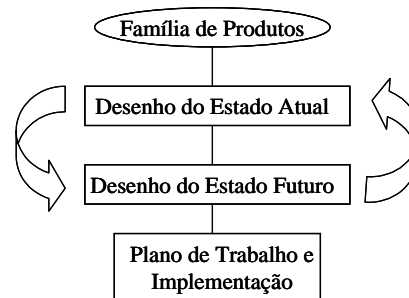 Família de Produtos
Desenho do Estado Atual
Desenho do Estado Futuro
Plano de Trabalho e
Implementação